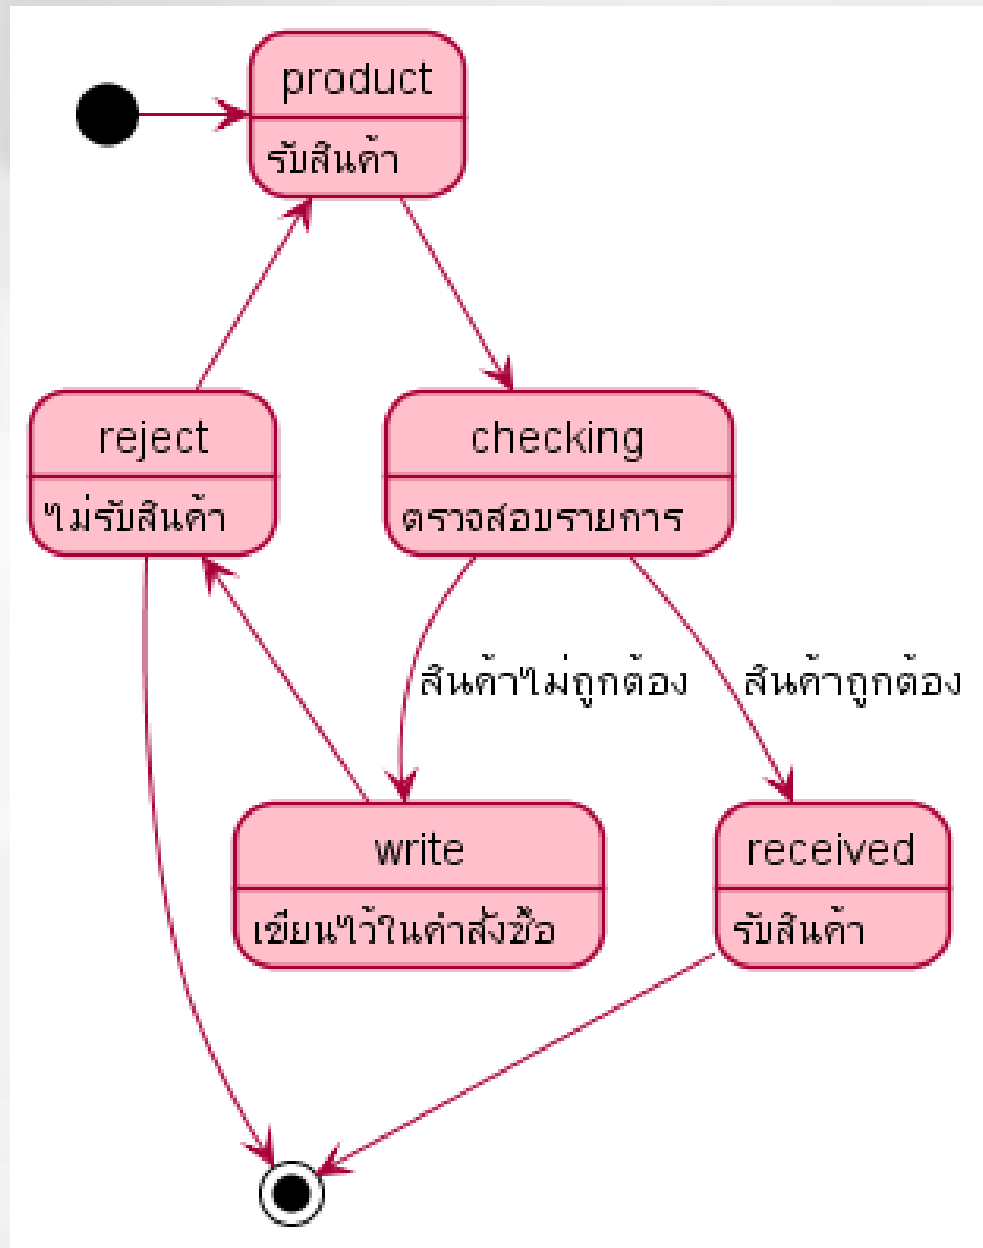 product
รับสินค้า
reject
ไม่รับสินค้า
checking
ตรวจสอบรายการ
สินค้าไม่ถูกต้อง
สินค้าถูกต้อง
write
เขียนไว้ในคำสั่งซื้อ
received
รับสินค้า